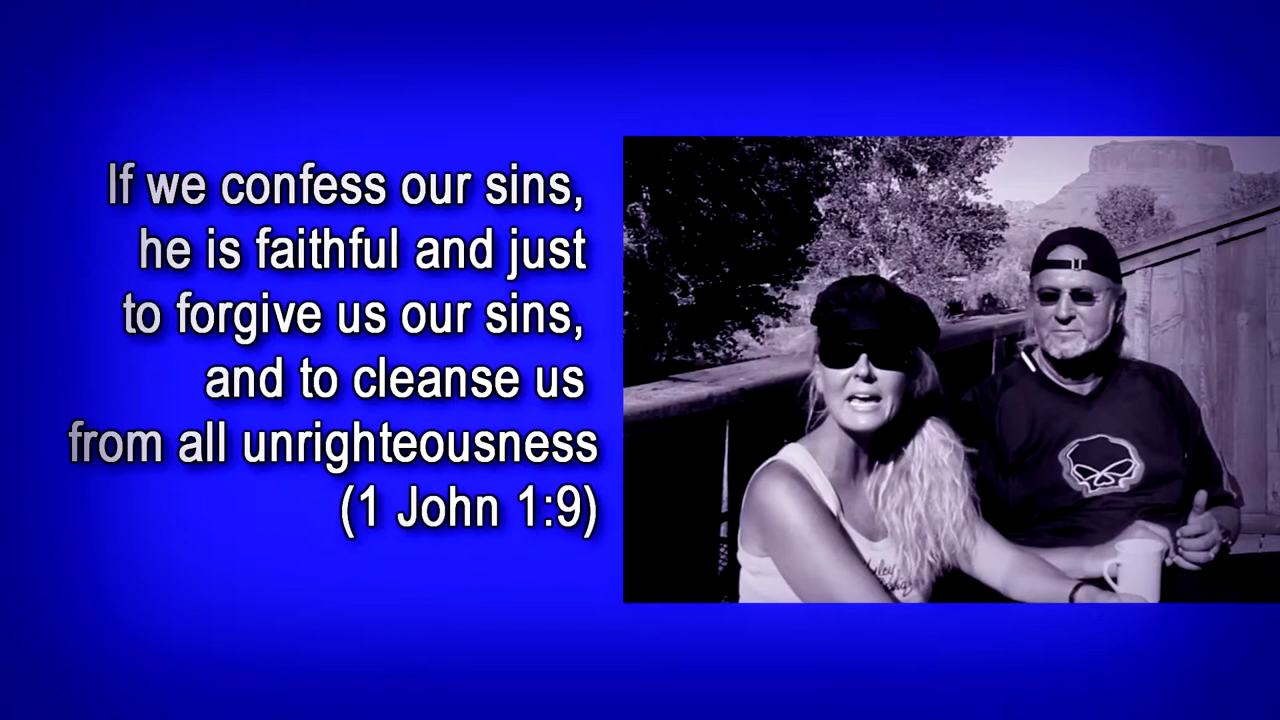 If we confess our sins,
he is faithful and just
to forgive us our sins,
and to cleanse us
from all unrighteousness
(1 John 1:9)